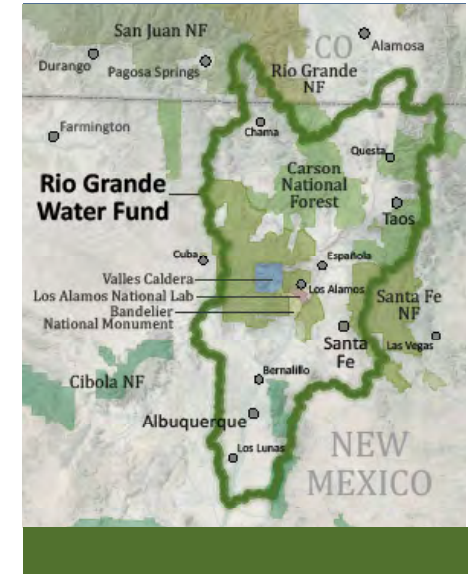 San Juan NF
CO
Alamosa
Durango
Pagosa Springs
Rio Grande
NF
Farmington
Chama
Questa
Carson
National
Forest
Rio Grande
Water Fund
Taos
Cuba
Española
Valles Caldera
Los Alamos
Los Alamos National Lab
Bandelier
National Monument
Santa Fe
NF
Santa
Fe
Las Vegas
Bernalillo
Cibola NF
Albuquerque
Los Lunas
NEW
MEXICO